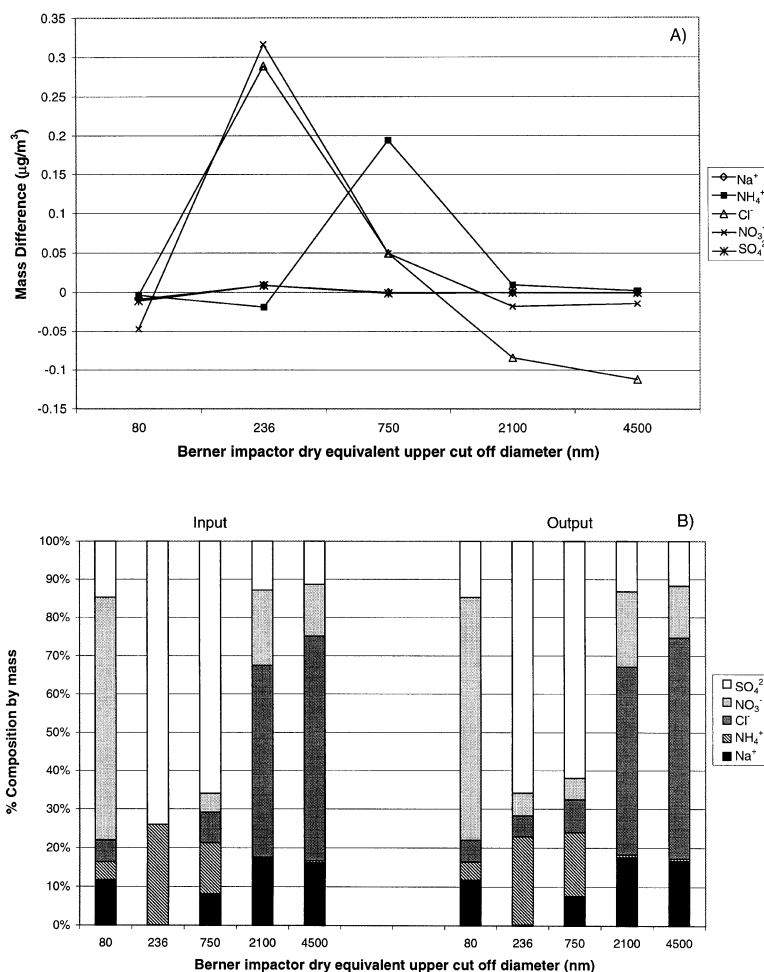 A)
0.35
0.3
0.25
0.2
0.15
0.1
0.05
0
-0.05
-0.1
-0.15
Mass Difference (µg/m³)
80 236 750 2100 4500
Berner impactor dry equivalent upper cut off diameter (nm)
Na⁺
NH₄⁺
Cl⁻
NO₃⁻
SO₄²
Input Output B)
100%
90%
80%
70%
60%
50%
40%
30%
20%
10%
0%
% Composition by mass
80 236 750 2100 4500 80 236 750 2100 4500
Berner impactor dry equivalent upper cut off diameter (nm)
SO₄²
NO₃⁻
Cl⁻
NH₄⁺
Na⁺